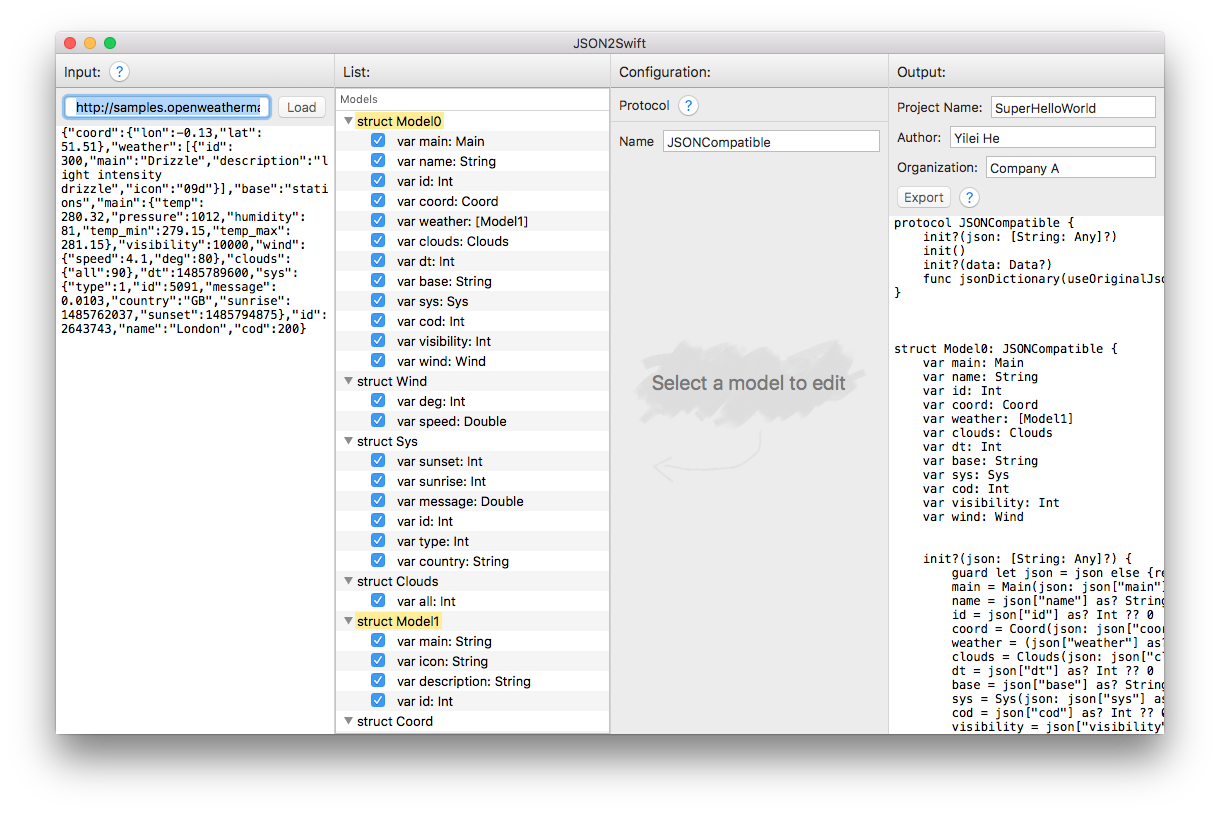 JSON2Swift
Input: ?
http://samples.openweatherma
Load
{"coord":{"lon":-0.13,"lat":
51.51},"weather":[{"id":
300,"main":"Drizzle","description":"l
ight intensity
drizzle","icon":"09d"}],"base":"stati
ons","main":{"temp":
280.32,"pressure":1012,"humidity":
81,"temp_min":279.15,"temp_max":
281.15},"visibility":10000,"wind":
{"speed":4.1,"deg":80},"clouds":
{"all":90},"dt":1485789600,"sys":
{"type":1,"id":5091,"message":
0.0103,"country":"GB","sunrise":
1485762037,"sunset":1485794875},"id":
2643743,"name":"London","cod":200}
List:
Models
struct Model0
var main: Main
var name: String
var id: Int
var coord: Coord
var weather: [Model1]
var clouds: Clouds
var dt: Int
var base: String
var sys: Sys
var cod: Int
var visibility: Int
var wind: Wind
struct Wind
var deg: Int
var speed: Double
struct Sys
var sunset: Int
var sunrise: Int
var message: Double
var id: Int
var type: Int
var country: String
struct Clouds
var all: Int
struct Model1
var main: String
var icon: String
var description: String
var id: Int
struct Coord
Configuration:
Protocol ?
Name JSONCompatible
Select a model to edit
Output:
Project Name: SuperHelloWorld
Author: Yilei He
Organization: Company A
Export ?
protocol JSONCompatible {
init?(json: [String: Any]?)
init()
init?(data: Data?)
func jsonDictionary(useOriginalJso
}
struct Model0: JSONCompatible {
var main: Main
var name: String
var id: Int
var coord: Coord
var weather: [Model1]
var clouds: Clouds
var dt: Int
var base: String
var sys: Sys
var cod: Int
var visibility: Int
var wind: Wind
init?(json: [String: Any]?) {
guard let json = json else {re
main = Main(json: json["main"]
name = json["name"] as? String
id = json["id"] as? Int ?? 0
coord = Coord(json: json["coor
weather = (json["weather"] as?
clouds = Clouds(json: json["cl
dt = json["dt"] as? Int ?? 0
base = json["base"] as? String
sys = Sys(json: json["sys"] as
cod = json["cod"] as? Int ?? 0
visibility = json["visibility"